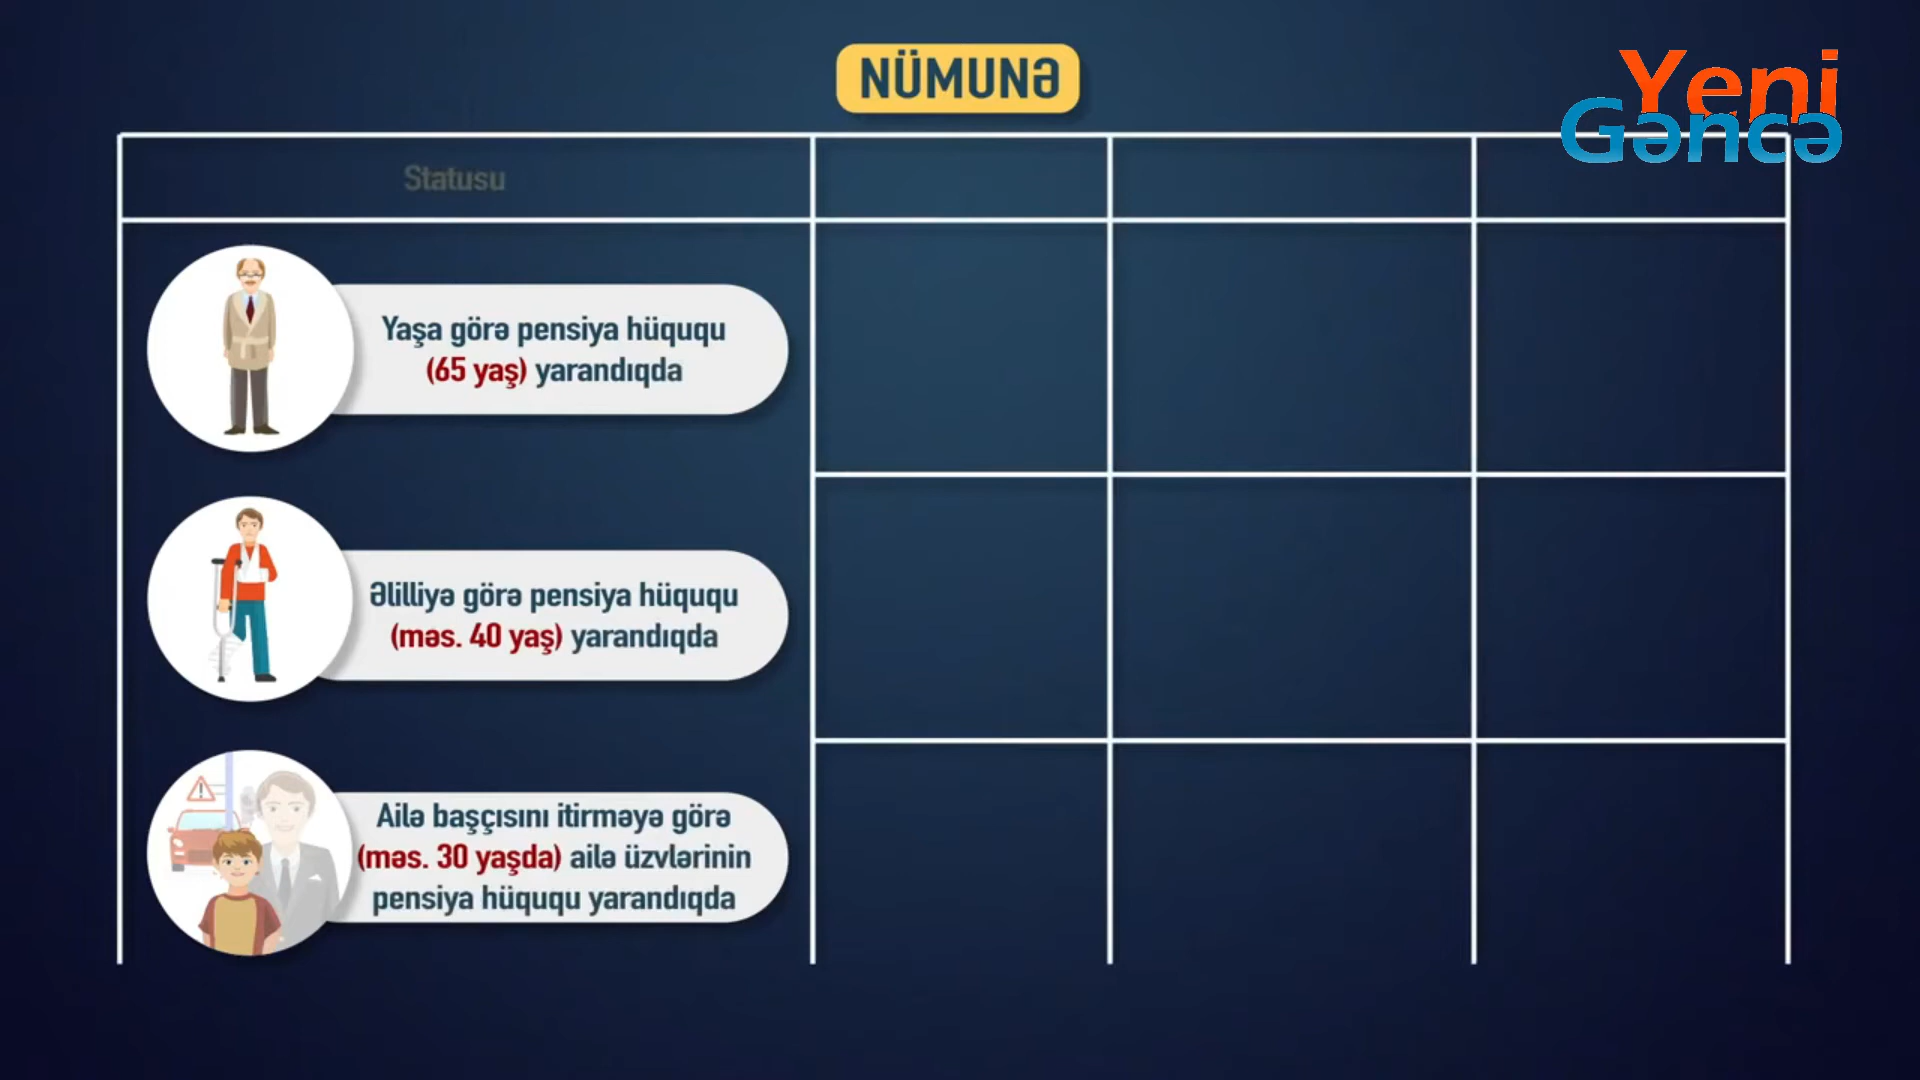 NÜMUNƏ
Yeni
Gəncə
Statusu
Yaşa görə pensiya hüququ
(65 yaş) yarandıqda
Əlilliyə görə pensiya hüququ
(məs. 40 yaş) yarandıqda
Ailə başçısını itirməyə görə
(məs. 30 yaşda) ailə üzvlərinin
pensiya hüququ yarandıqda